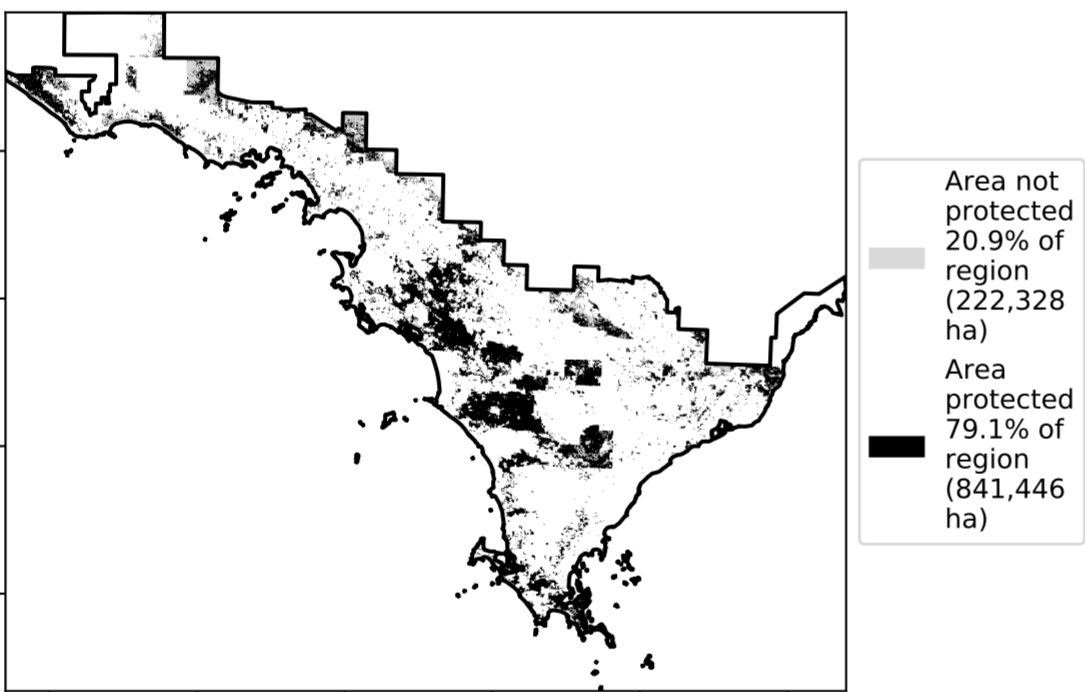 Area not
protected
20.9% of
region
(222,328
ha)
Area
protected
79.1% of
region
(841,446
ha)